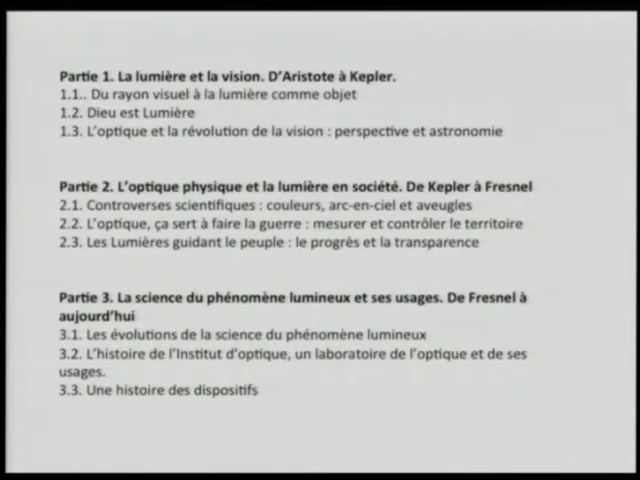 Partie 1. La lumière et la vision. D'Aristote à Kepler.
1.1.. Du rayon visuel à la lumière comme objet
1.2. Dieu est Lumière
1.3. L'optique et la révolution de la vision : perspective et astronomie
Partie 2. L'optique physique et la lumière en société. De Kepler à Fresnel
2.1. Controverses scientifiques : couleurs, arc-en-ciel et aveugles
2.2. L'optique, ça sert à faire la guerre : mesurer et contrôler le territoire
2.3. Les Lumières guidant le peuple : le progrès et la transparence
Partie 3. La science du phénomène lumineux et ses usages. De Fresnel à
aujourd'hui
3.1. Les évolutions de la science du phénomène lumineux
3.2. L'histoire de l'Institut d'optique, un laboratoire de l'optique et de ses
usages.
3.3. Une histoire des dispositifs